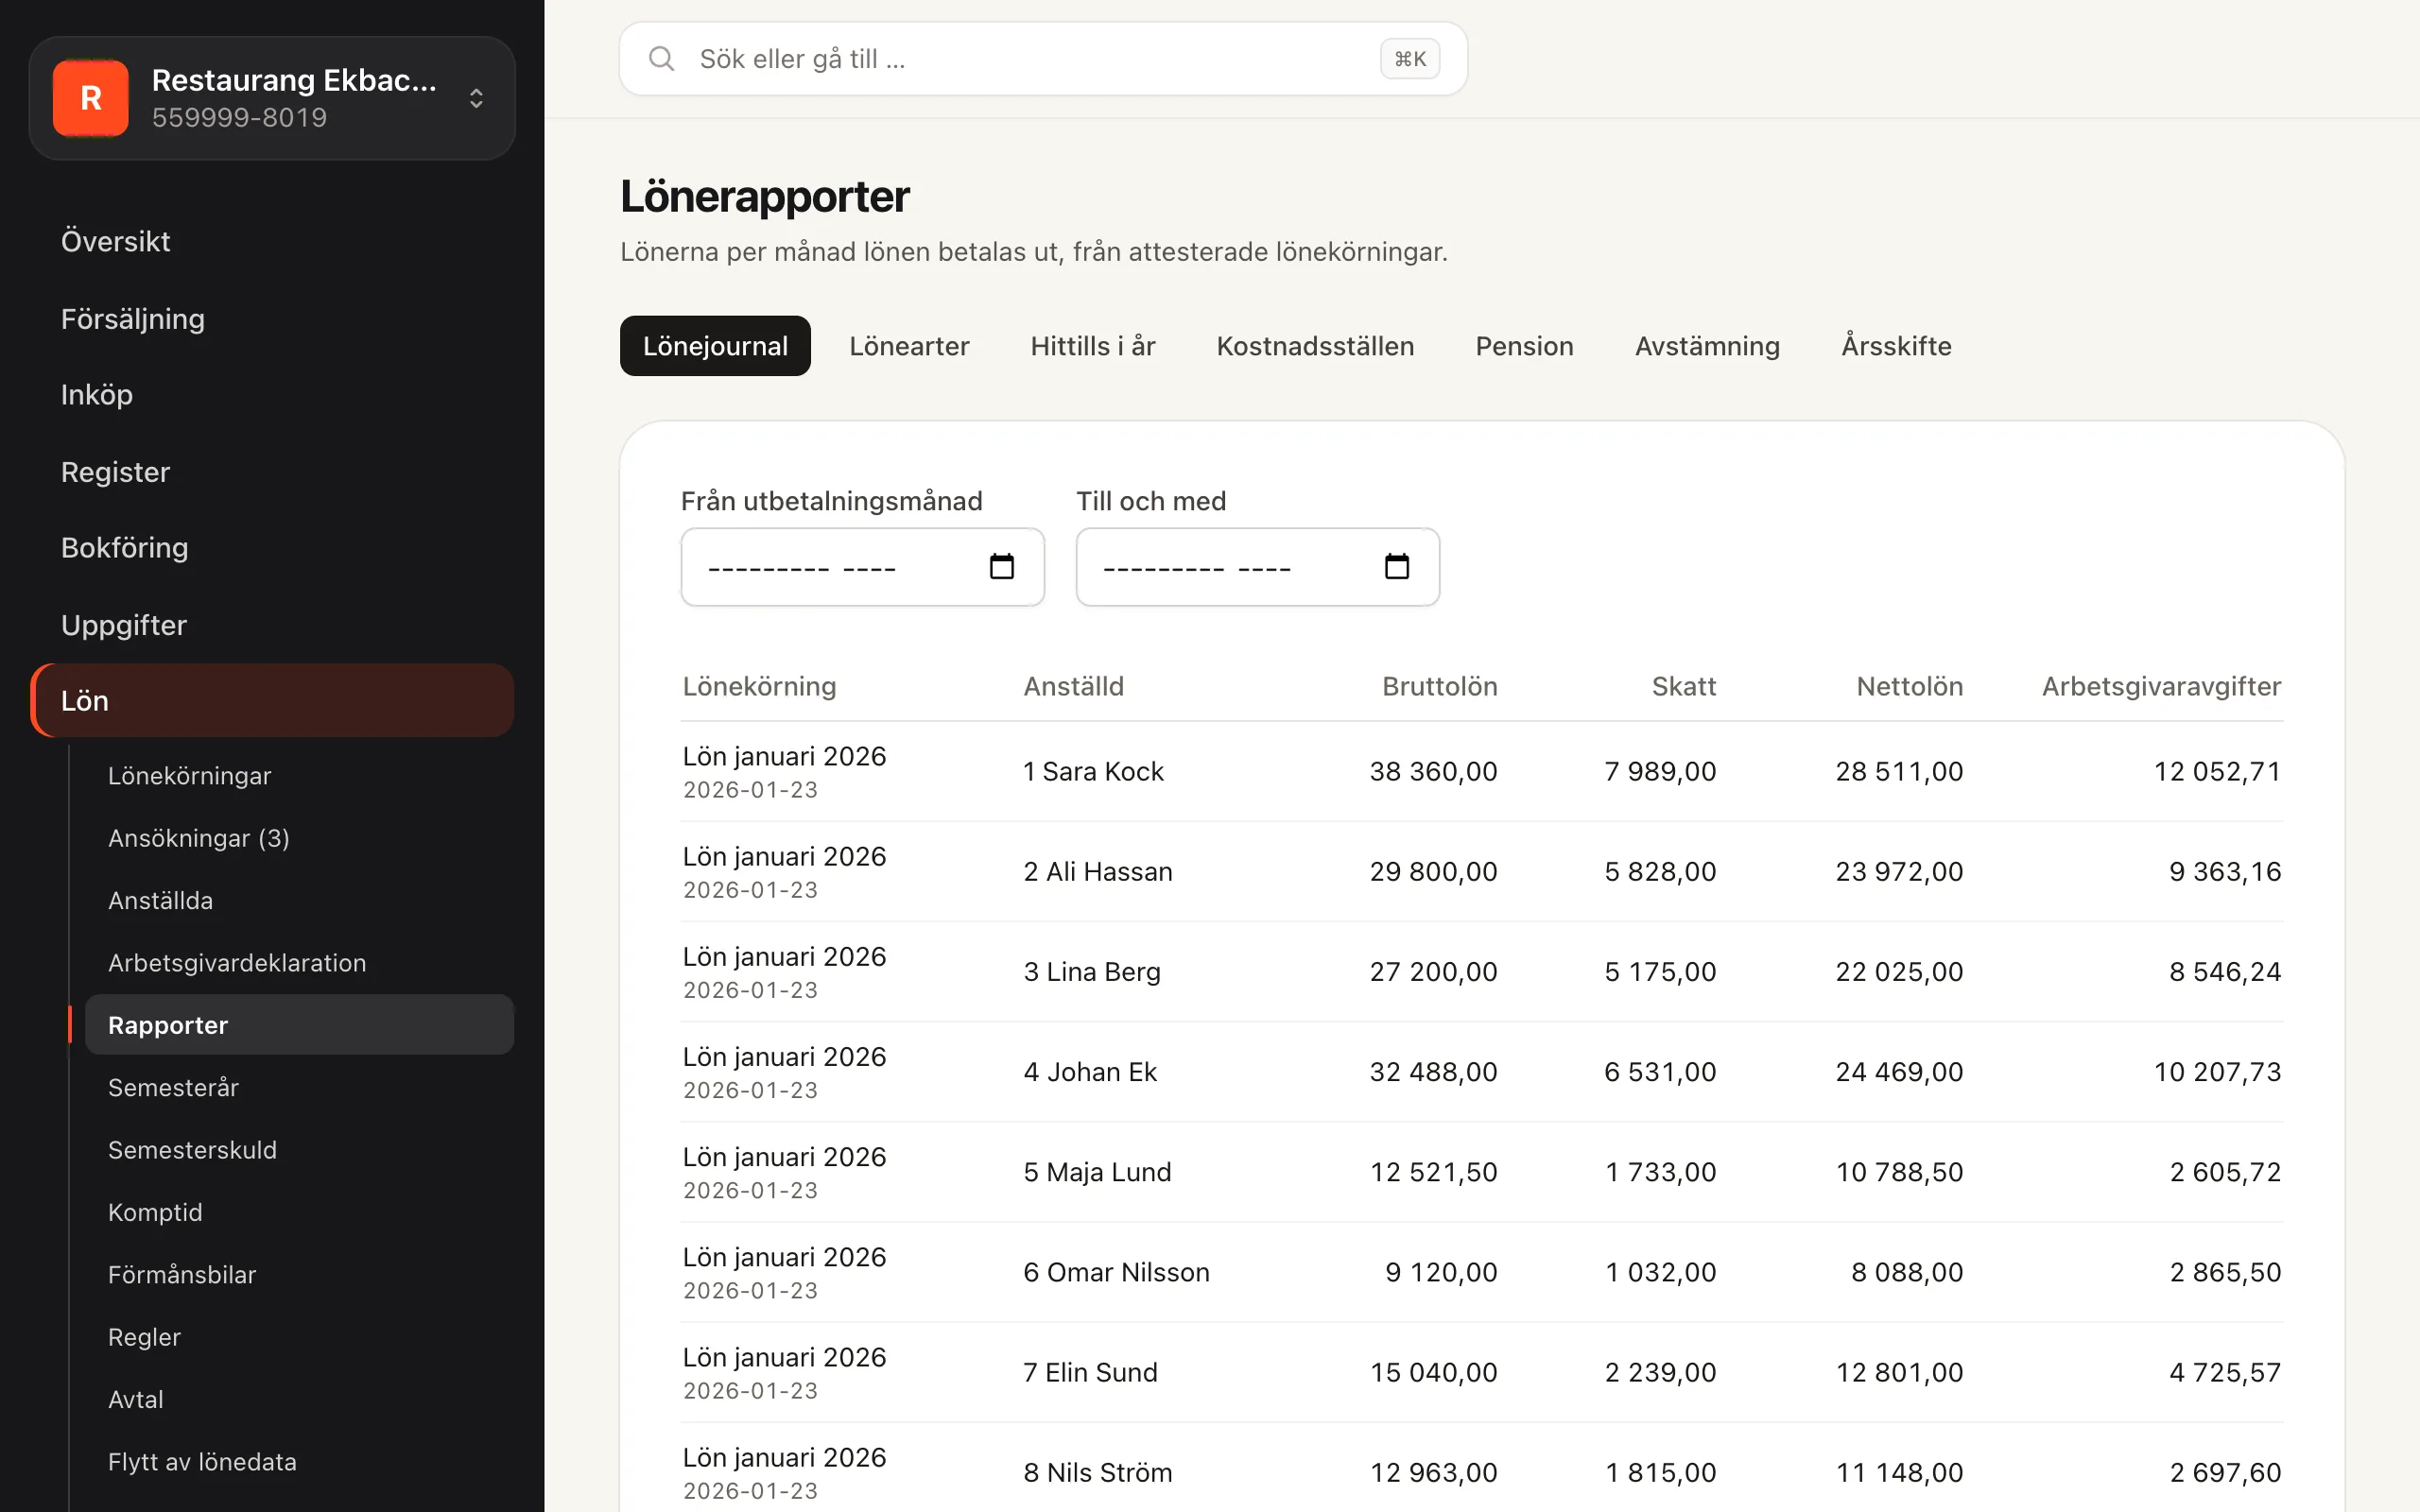 R
Restaurang Ekbac...
559999-8019
Översikt
Försäljning
Inköp
Register
Bokföring
Uppgifter
Lön
Lönekörningar
Ansökningar (3)
Anställda
Arbetsgivardeklaration
Rapporter
Semesterår
Semesterskuld
Komptid
Förmånsbilar
Regler
Avtal
Flytt av lönedata
Sök eller gå till ... ⌘K
Lönerapporter
Lönerna per månad lönen betalas ut, från attesterade lönekörningar.
Lönejournal Lönearter Hittills i år Kostnadsställen Pension Avstämning Årsskifte
Från utbetalningsmånad Till och med
--------- ---- --------- ----
Lönekörning Anställd Bruttolön Skatt Nettolön Arbetsgivaravgifter
Lön januari 2026
2026-01-23
1 Sara Kock 38 360,00 7 989,00 28 511,00 12 052,71
Lön januari 2026
2026-01-23
2 Ali Hassan 29 800,00 5 828,00 23 972,00 9 363,16
Lön januari 2026
2026-01-23
3 Lina Berg 27 200,00 5 175,00 22 025,00 8 546,24
Lön januari 2026
2026-01-23
4 Johan Ek 32 488,00 6 531,00 24 469,00 10 207,73
Lön januari 2026
2026-01-23
5 Maja Lund 12 521,50 1 733,00 10 788,50 2 605,72
Lön januari 2026
2026-01-23
6 Omar Nilsson 9 120,00 1 032,00 8 088,00 2 865,50
Lön januari 2026
2026-01-23
7 Elin Sund 15 040,00 2 239,00 12 801,00 4 725,57
Lön januari 2026
2026-01-23
8 Nils Ström 12 963,00 1 815,00 11 148,00 2 697,60